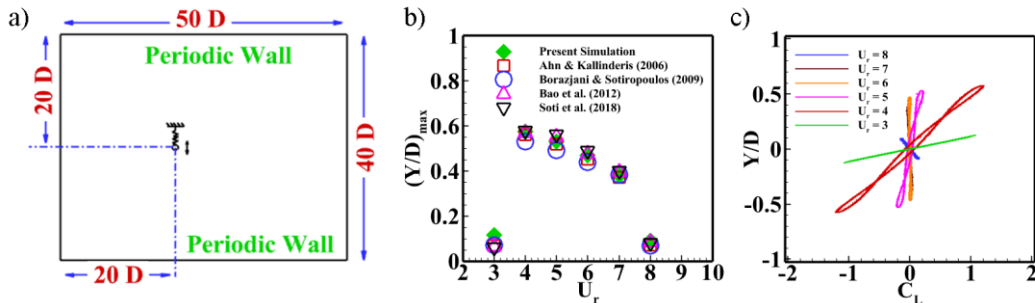 a)
50 D
Periodic Wall
20 D
40 D
Periodic Wall
20 D
b)
(Y/D)max
1
0.8
0.6
0.4
0.2
0
2 3 4 5 6 7 8 9 10
Ur
Present Simulation
Ahn & Kallinderis (2006)
Borazjani & Sotiropoulos (2009)
Bao et al. (2012)
Soti et al. (2018)
c)
Y/D
1
0.5
0
-0.5
-1
-2 -1 0 1 2
CL
Ur = 8
Ur = 7
Ur = 6
Ur = 5
Ur = 4
Ur = 3